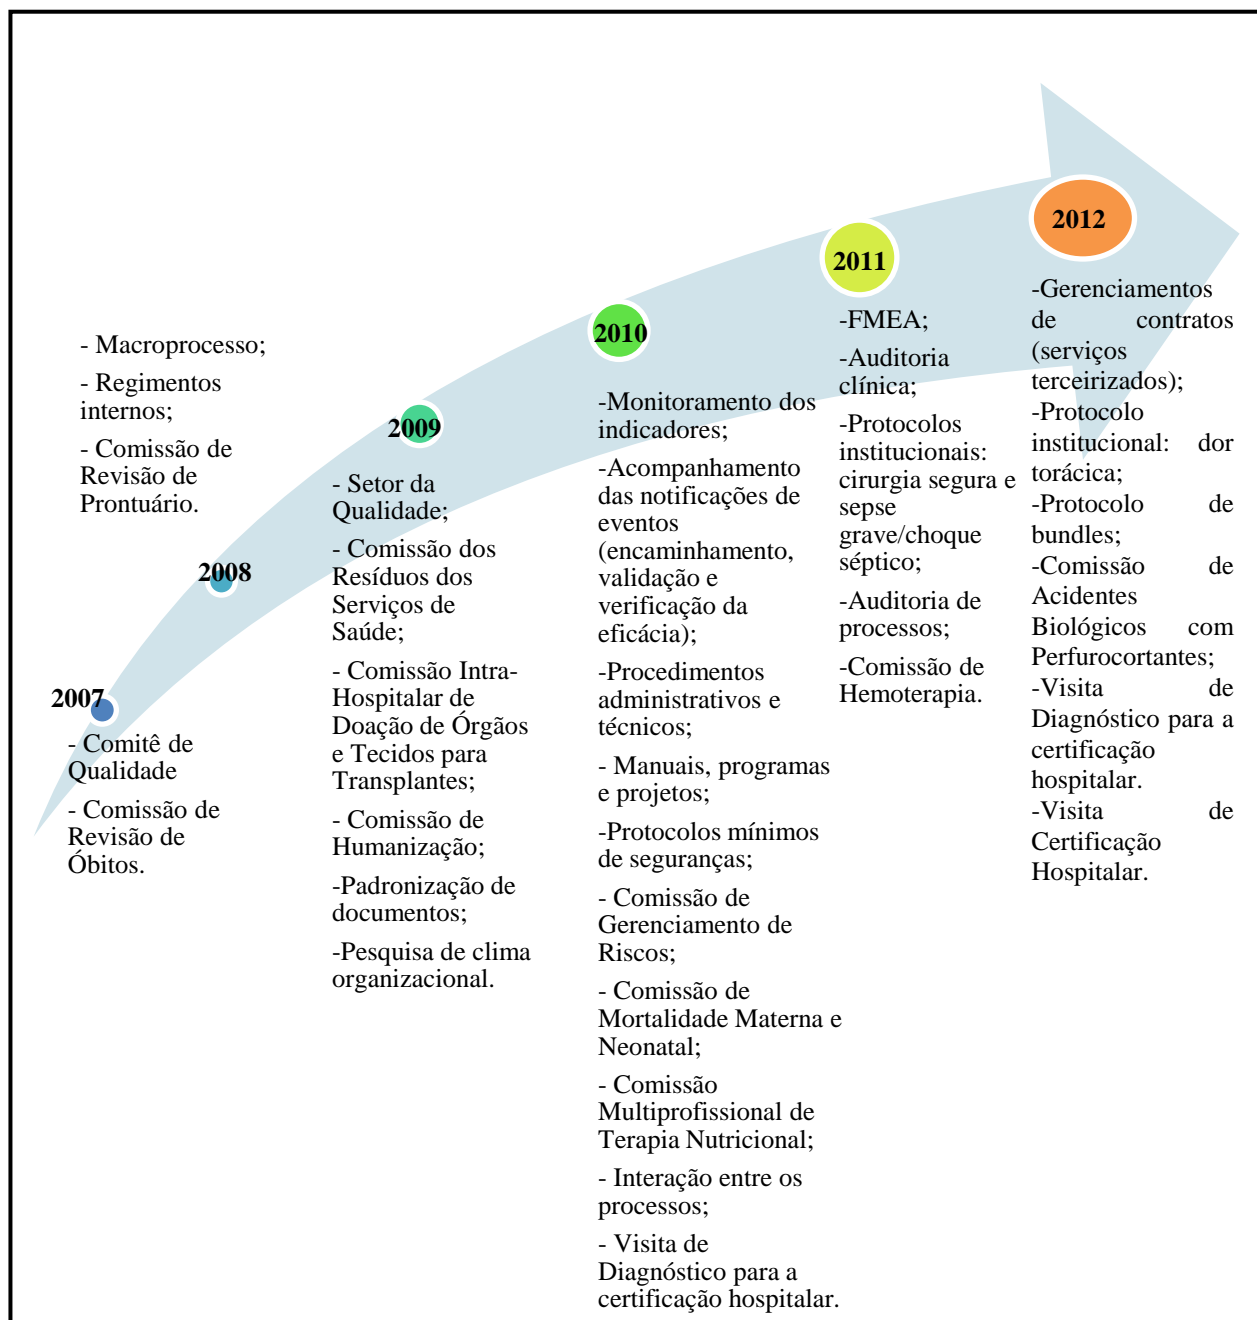 2007
- Comitê de
Qualidade
- Comissão de
Revisão de
Óbitos.
2008
- Macroprocesso;
- Regimentos
internos;
- Comissão de
Revisão de
Prontuário.
2009
- Setor da
Qualidade;
- Comissão dos
Resíduos dos
Serviços de
Saúde;
- Comissão Intra-
Hospitalar de
Doação de Órgãos
e Tecidos para
Transplantes;
- Comissão de
Humanização;
-Padronização de
documentos;
-Pesquisa de clima
organizacional.
2010
-Monitoramento dos
indicadores;
-Acompanhamento
das notificações de
eventos
(encaminhamento,
validação e
verificação da
eficácia);
-Procedimentos
administrativos e
técnicos;
- Manuais, programas
e projetos;
-Protocolos mínimos
de seguranças;
- Comissão de
Gerenciamento de
Riscos;
- Comissão de
Mortalidade Materna e
Neonatal;
- Comissão
Multiprofissional de
Terapia Nutricional;
- Interação entre os
processos;
- Visita de
Diagnóstico para a
certificação hospitalar.
2011
-FMEA;
-Auditoria
clínica;
-Protocolos
institucionais:
cirurgia segura e
sepse
grave/choque
séptico;
-Auditoria de
processos;
-Comissão de
Hemoterapia.
2012
-Gerenciamentos
de contratos
(serviços
terceirizados);
-Protocolo
institucional: dor
torácica;
-Protocolo de
bundles;
-Comissão de
Acidentes
Biológicos com
Perfurocortantes;
-Visita de
Diagnóstico para a
certificação
hospitalar.
-Visita de
Certificação
Hospitalar.